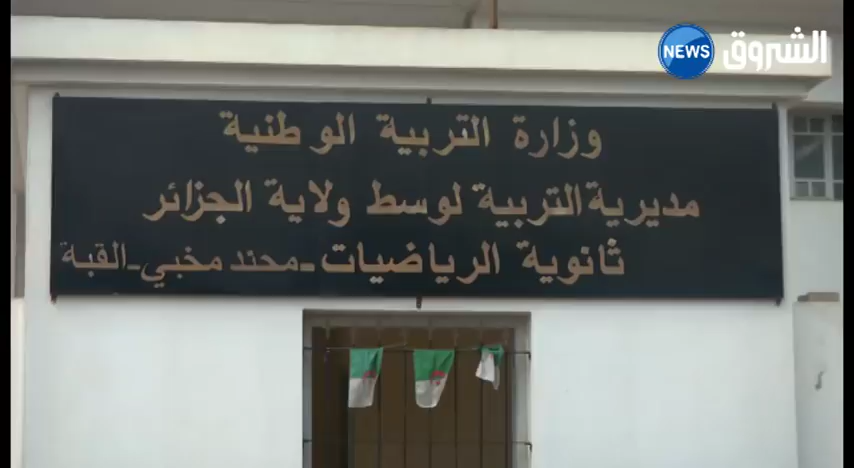 الشروق NEWS
وزارة التربية الوطنية
مديرية التربية لوسط ولاية الجزائر
ثانوية الرياضيات - محند مخبي - القبة